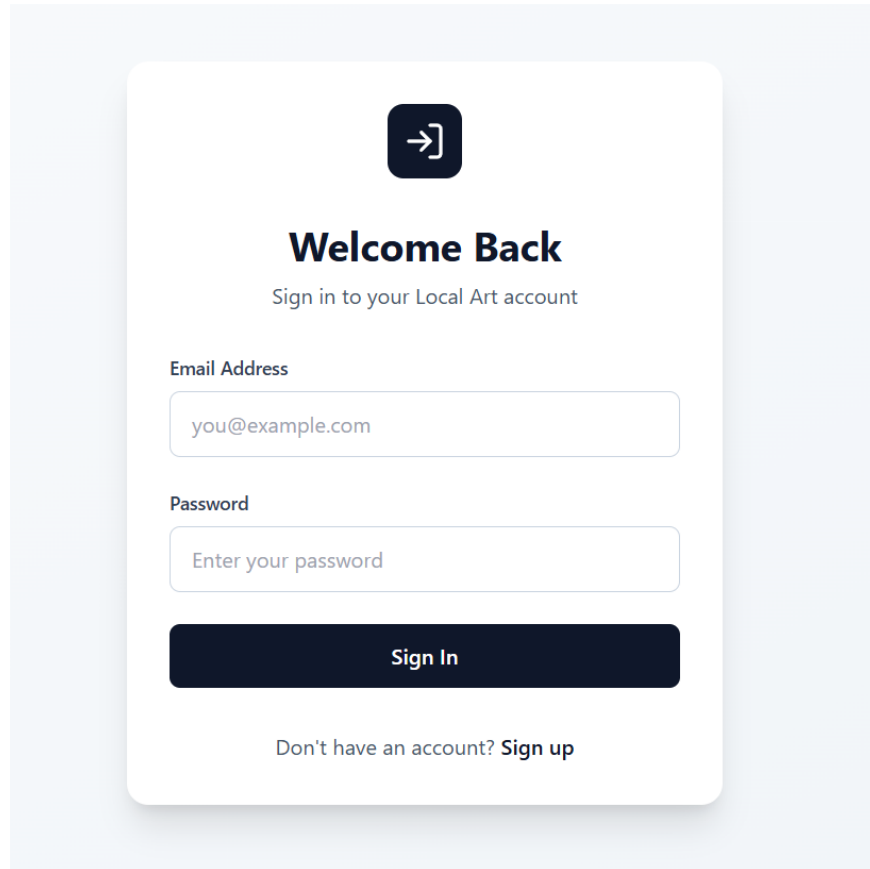 Welcome Back
Sign in to your Local Art account
Email Address
you@example.com
Password
Enter your password
Sign In
Don't have an account? Sign up